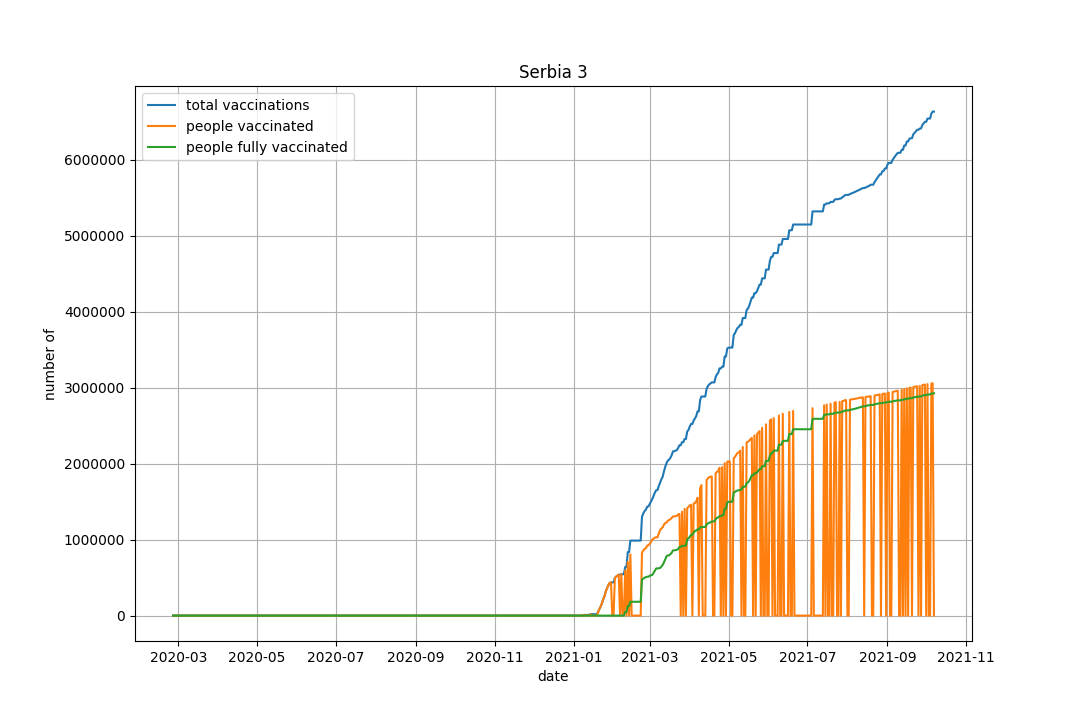 Serbia 3
total vaccinations
people vaccinated
people fully vaccinated
number of
6000000
5000000
4000000
3000000
2000000
1000000
0
2020-03 2020-05 2020-07 2020-09 2020-11 2021-01 2021-03 2021-05 2021-07 2021-09 2021-11
date